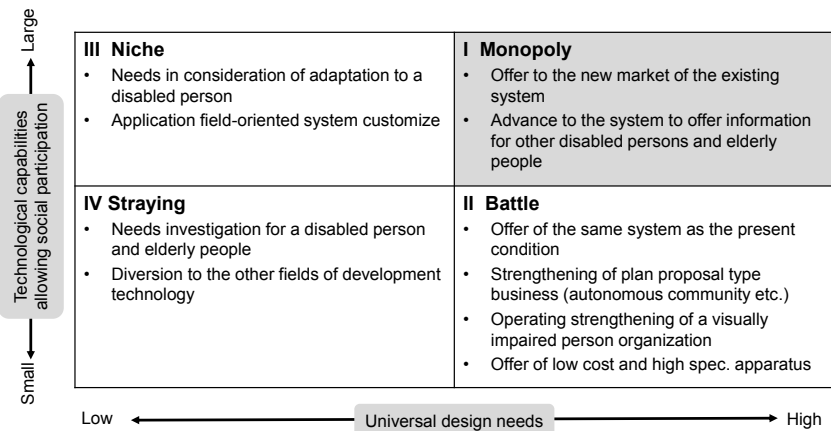 Large
Technological capabilities
allowing social participation
Small
III Niche
• Needs in consideration of adaptation to a
disabled person
• Application field-oriented system customize
I Monopoly
• Offer to the new market of the existing
system
• Advance to the system to offer information
for other disabled persons and elderly
people
IV Straying
• Needs investigation for a disabled person
and elderly people
• Diversion to the other fields of development
technology
II Battle
• Offer of the same system as the present
condition
• Strengthening of plan proposal type
business (autonomous community etc.)
• Operating strengthening of a visually
impaired person organization
• Offer of low cost and high spec. apparatus
Low
Universal design needs
High